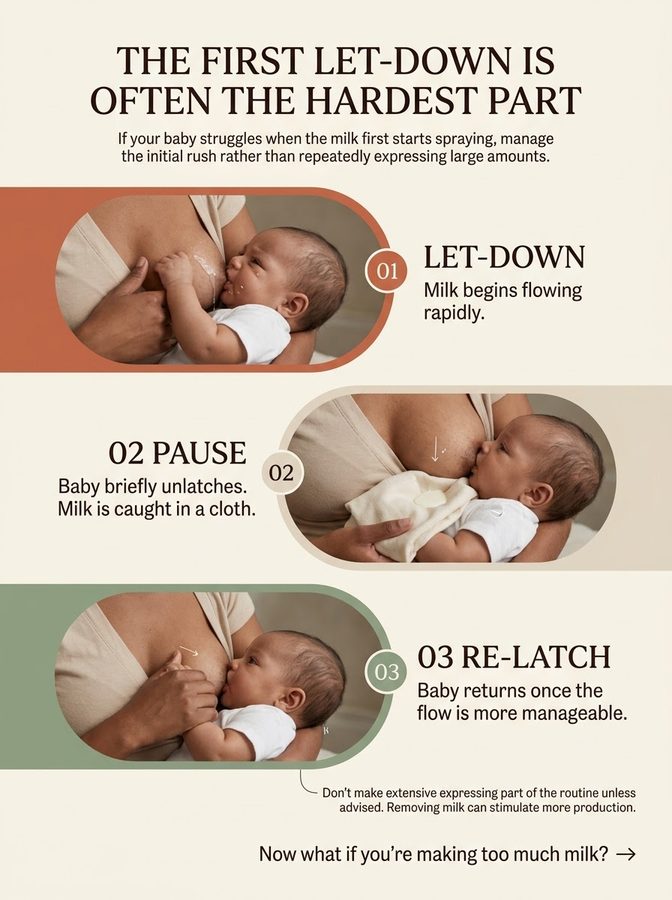 THE FIRST LET-DOWN IS
OFTEN THE HARDEST PART
If your baby struggles when the milk first starts spraying, manage
the initial rush rather than repeatedly expressing large amounts.
01
LET-DOWN
Milk begins flowing
rapidly.
02 PAUSE
Baby briefly unlatches.
Milk is caught in a cloth.
02
03
03 RE-LATCH
Baby returns once the
flow is more manageable.
Don't make extensive expressing part of the routine unless
advised. Removing milk can stimulate more production.
Now what if you're making too much milk? →